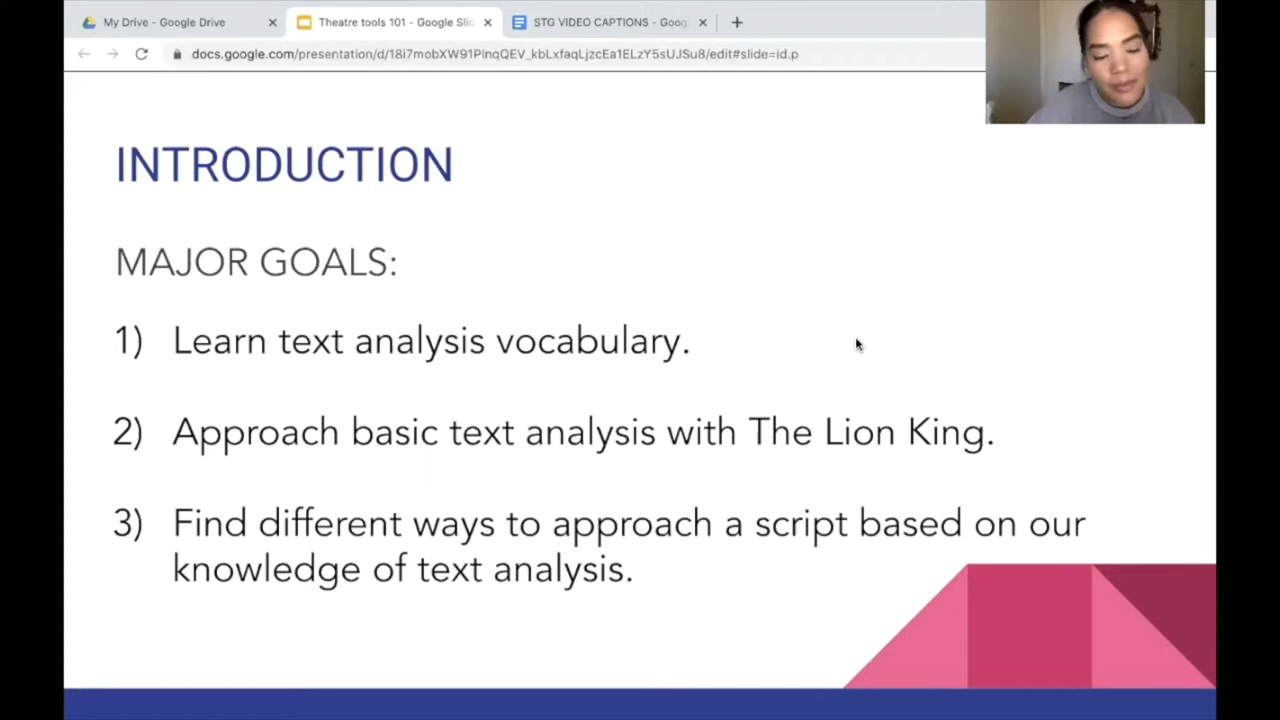 My Drive - Google Drive
Theatre tools 101 - Google Slid
STG VIDEO CAPTIONS - Goog
docs.google.com/presentation/d/18i7mobXW91PlnqQEV_kbLxfaqLjzcEa1ELzY5sUJSu8/edit#slide=id.p
INTRODUCTION
MAJOR GOALS:
1) Learn text analysis vocabulary.
2) Approach basic text analysis with The Lion King.
3) Find different ways to approach a script based on our
knowledge of text analysis.